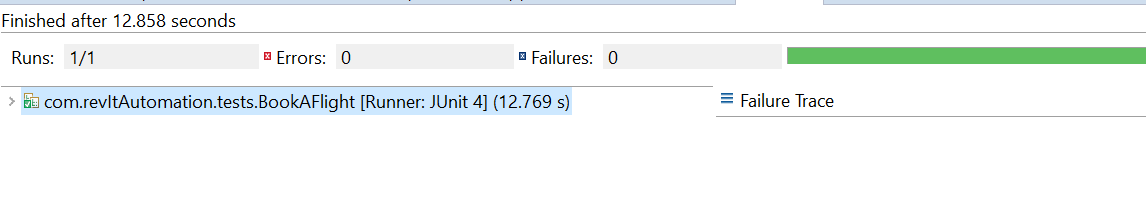 Finished after 12.858 seconds
Runs: 1/1 Errors: 0 Failures: 0
com.revItAutomation.tests.BookAFlight [Runner: JUnit 4] (12.769 s)
Failure Trace